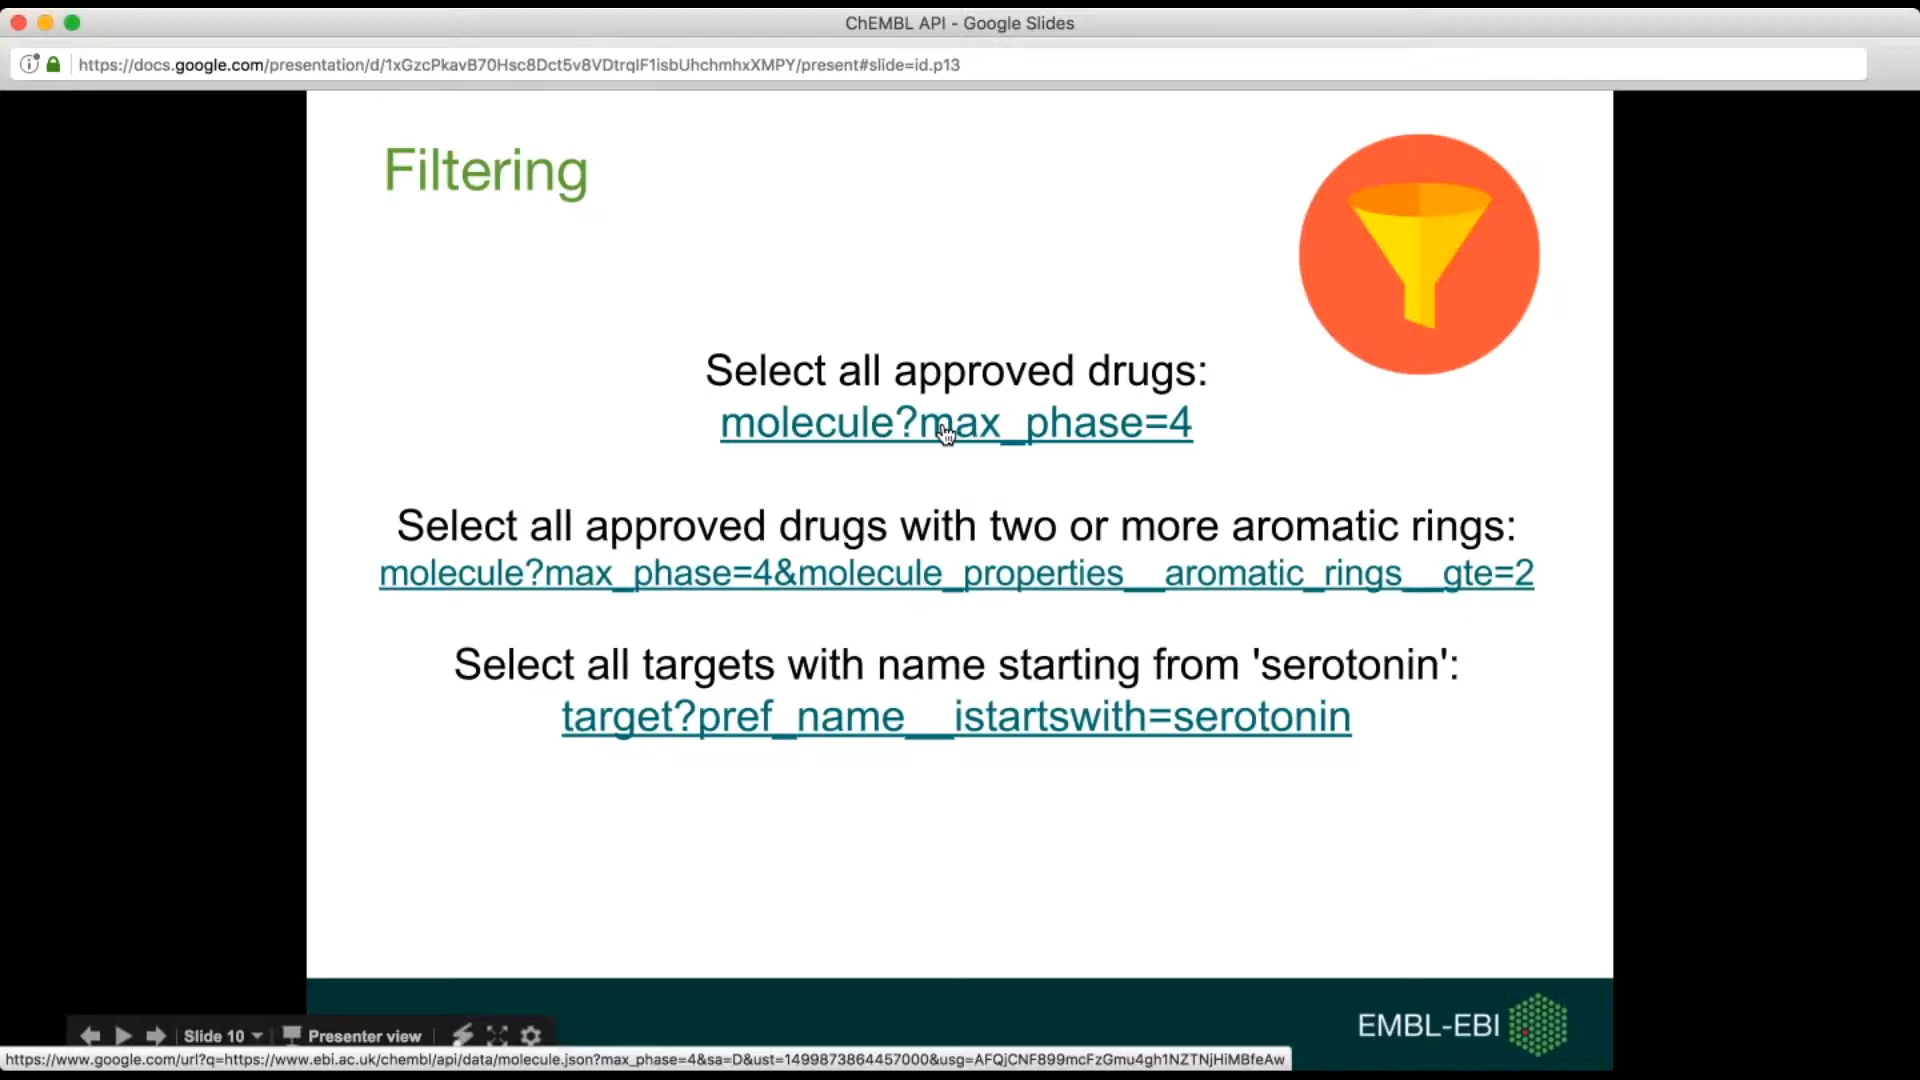 ChEMBL API - Google Slides
https://docs.google.com/presentation/d/1xGzcPkavB70Hsc8Dct5v8VDtrqlF1isbUhchmhxXMPY/present#slide=id.p13
Filtering
Select all approved drugs:
molecule?max_phase=4
Select all approved drugs with two or more aromatic rings:
molecule?max_phase=4&molecule_properties__aromatic_rings__gte=2
Select all targets with name starting from 'serotonin':
target?pref_name__istartswith=serotonin
EMBL-EBI
Slide 10
Presenter view
https://www.google.com/url?q=https://www.ebi.ac.uk/chembl/api/data/molecule.json?max_phase=4&sa=D&ust=1499873864457000&usg=AFQjCNF899mcFzGmu4gh1NZTNjHiMBfeAw